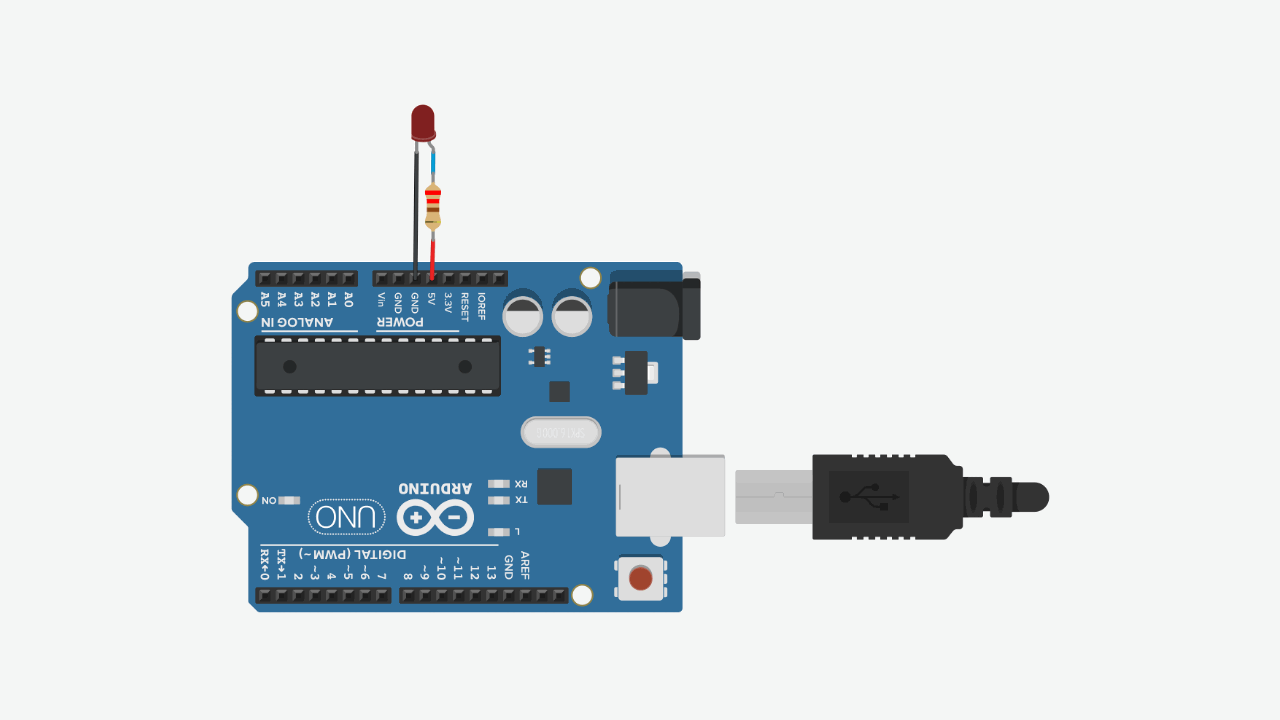 A5 A4 A3 A2 A1 A0
Vin GND GND 5V 3.3V RESET IOREF
ANALOG IN
POWER
ARDUINO
UNO
ON
RX
TX
L
DIGITAL (PWM~)
RX←0 TX→1 2 ~3 4 ~5 ~6 7 8 ~9 ~10 ~11 12 13 GND AREF